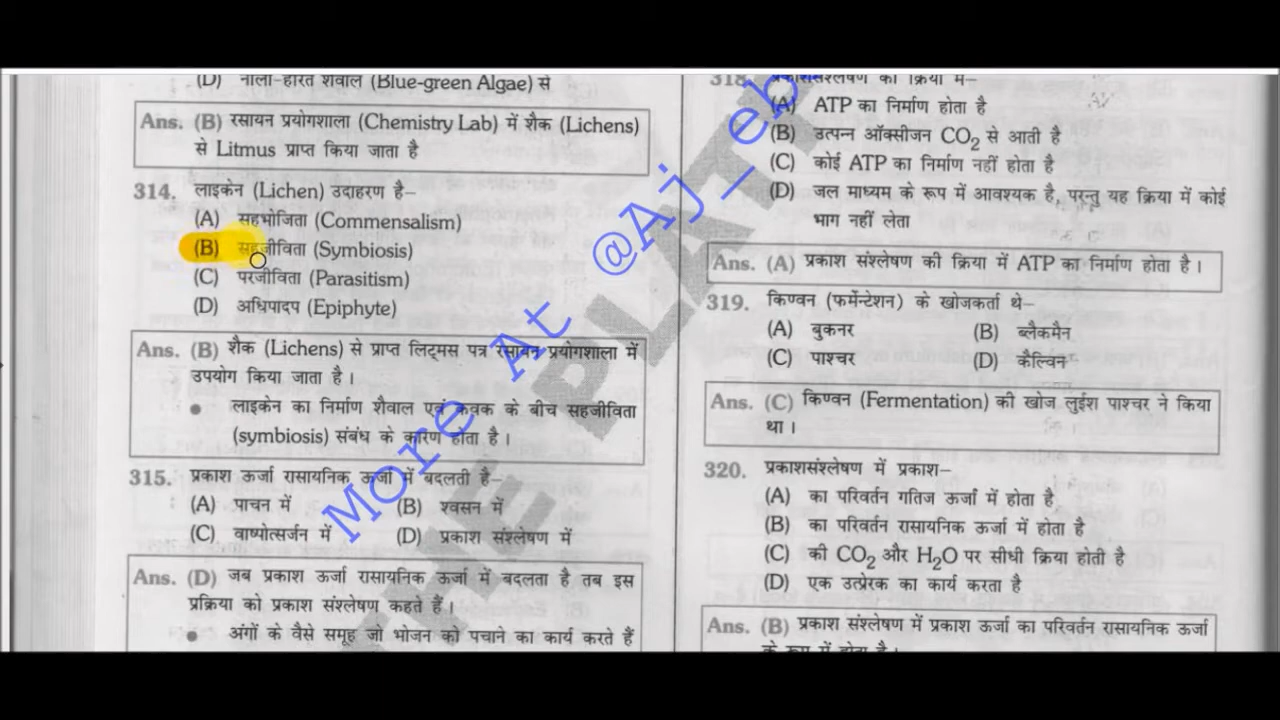 (D) नीली-हरित शैवाल (Blue-green Algae) से
Ans. (B) रसायन प्रयोगशाला (Chemistry Lab) में शैक (Lichens)
से Litmus प्राप्त किया जाता है
314. लाइकेन (Lichen) उदाहरण है–
(A) सहभोजिता (Commensalism)
(B) सहजीविता (Symbiosis)
(C) परजीविता (Parasitism)
(D) अधिपादप (Epiphyte)
Ans. (B) शैक (Lichens) से प्राप्त लिट्मस पत्र रसायन प्रयोगशाला में
उपयोग किया जाता है।
● लाइकेन का निर्माण शैवाल एवं कवक के बीच सहजीविता
(symbiosis) संबंध के कारण होता है।
315. प्रकाश ऊर्जा रासायनिक ऊर्जा में बदलती है–
(A) पाचन में (B) श्वसन में
(C) वाष्पोत्सर्जन में (D) प्रकाश संश्लेषण में
Ans. (D) जब प्रकाश ऊर्जा रासायनिक ऊर्जा में बदलता है तब इस
प्रक्रिया को प्रकाश संश्लेषण कहते हैं।
● अंगों के वैसे समूह जो भोजन को पचाने का कार्य करते हैं
318. प्रकाशसंश्लेषण की क्रिया में–
(A) ATP का निर्माण होता है
(B) उत्पन्न ऑक्सीजन CO₂ से आती है
(C) कोई ATP का निर्माण नहीं होता है
(D) जल माध्यम के रूप में आवश्यक है, परन्तु यह क्रिया में कोई
भाग नहीं लेता
Ans. (A) प्रकाश संश्लेषण की क्रिया में ATP का निर्माण होता है।
319. किण्वन (फर्मेन्टेशन) के खोजकर्ता थे–
(A) बुकनर (B) ब्लैकमैन
(C) पाश्चर (D) कैल्विन
Ans. (C) किण्वन (Fermentation) की खोज लुईश पाश्चर ने किया
था।
320. प्रकाशसंश्लेषण में प्रकाश–
(A) का परिवर्तन गतिज ऊर्जा में होता है
(B) का परिवर्तन रासायनिक ऊर्जा में होता है
(C) की CO₂ और H₂O पर सीधी क्रिया होती है
(D) एक उत्प्रेरक का कार्य करता है
Ans. (B) प्रकाश संश्लेषण में प्रकाश ऊर्जा का परिवर्तन रासायनिक ऊर्जा
के रूप में होता है।
More At @Aj_eb
THE PLAT